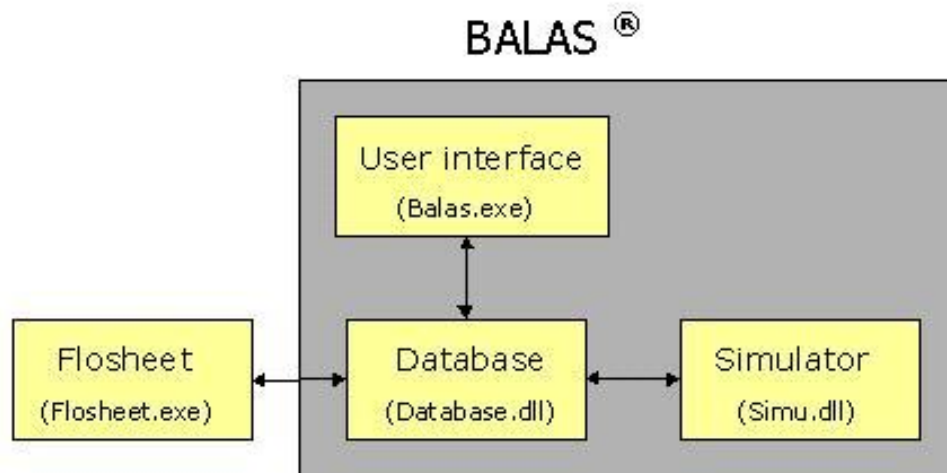 BALAS ®
User interface
(Balas.exe)
Flosheet
(Flosheet.exe)
Database
(Database.dll)
Simulator
(Simu.dll)